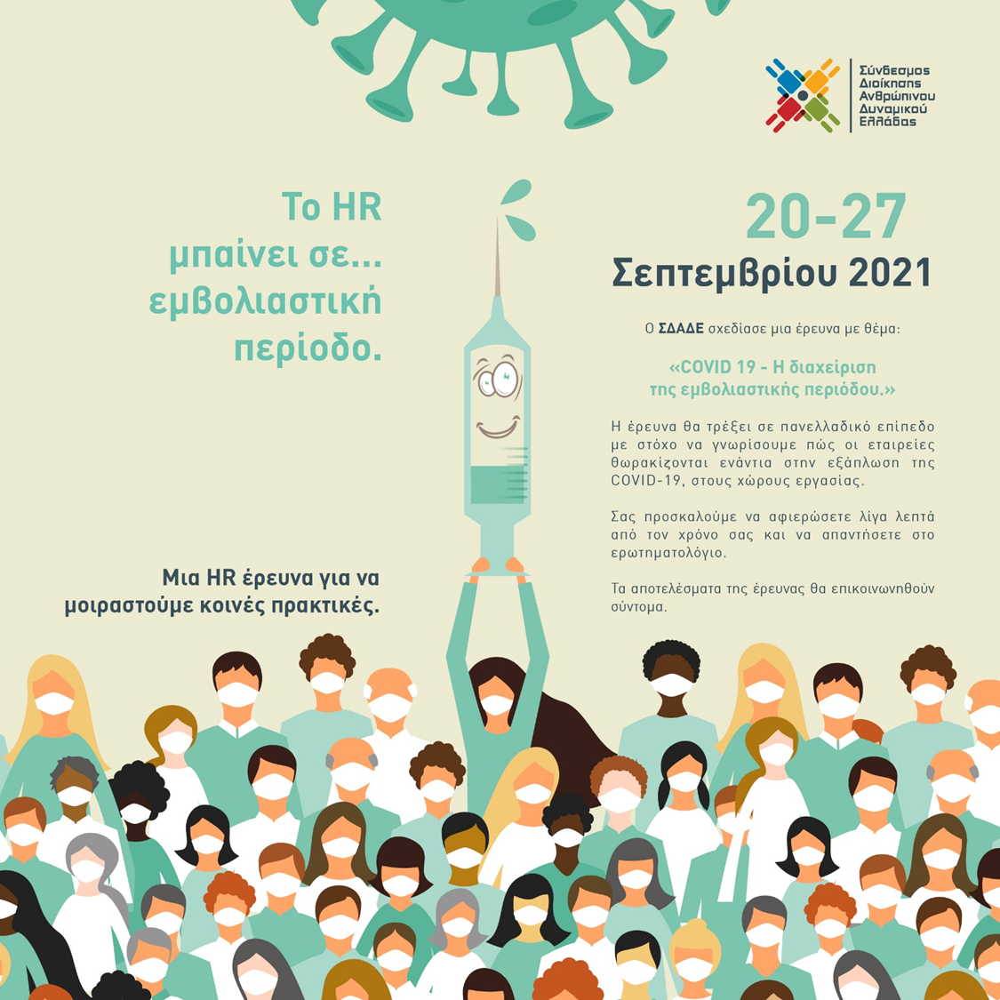 Σύνδεσμος
Διοίκησης
Ανθρώπινου
Δυναμικού
Ελλάδας
Το HR
μπαίνει σε...
εμβολιαστική
περίοδο.
Μια HR έρευνα για να
μοιραστούμε κοινές πρακτικές.
20-27
Σεπτεμβρίου 2021
Ο ΣΔΑΔΕ σχεδίασε μια έρευνα με θέμα:
«COVID 19 - Η διαχείριση
της εμβολιαστικής περιόδου.»
Η έρευνα θα τρέξει σε πανελλαδικό επίπεδο
με στόχο να γνωρίσουμε πώς οι εταιρείες
θωρακίζονται ενάντια στην εξάπλωση της
COVID-19, στους χώρους εργασίας.
Σας προσκαλούμε να αφιερώσετε λίγα λεπτά
από τον χρόνο σας και να απαντήσετε στο
ερωτηματολόγιο.
Τα αποτελέσματα της έρευνας θα επικοινωνηθούν
σύντομα.